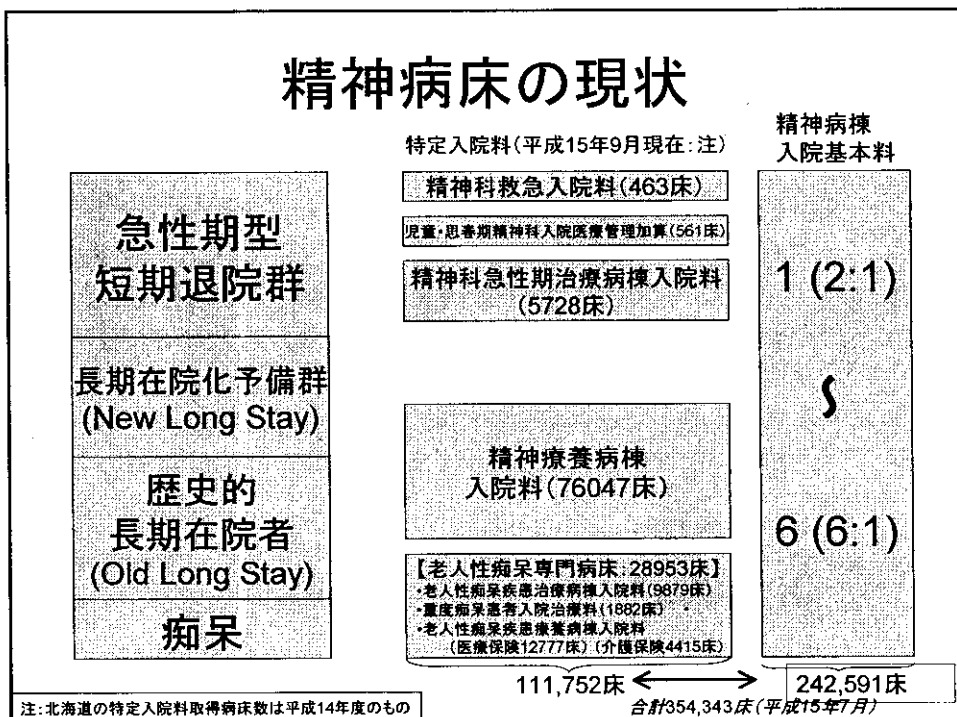 精神病床の現状
特定入院料(平成15年9月現在:注)
精神病棟
入院基本料
急性期型
短期退院群
長期在院化予備群
(New Long Stay)
歴史的
長期在院者
(Old Long Stay)
痴呆
精神科救急入院料(463床)
児童・思春期精神科入院医療管理加算(561床)
精神科急性期治療病棟入院料
(5728床)
精神療養病棟
入院料(76047床)
【老人性痴呆専門病床:28953床】
・老人性痴呆疾患治療病棟入院料(9879床)
・重度痴呆患者入院治療料(1882床)
・老人性痴呆疾患療養病棟入院料
(医療保険12777床)(介護保険4415床)
1 (2:1)
〜
6 (6:1)
111,752床
242,591床
合計354,343床(平成15年7月)
注:北海道の特定入院料取得病床数は平成14年度のもの